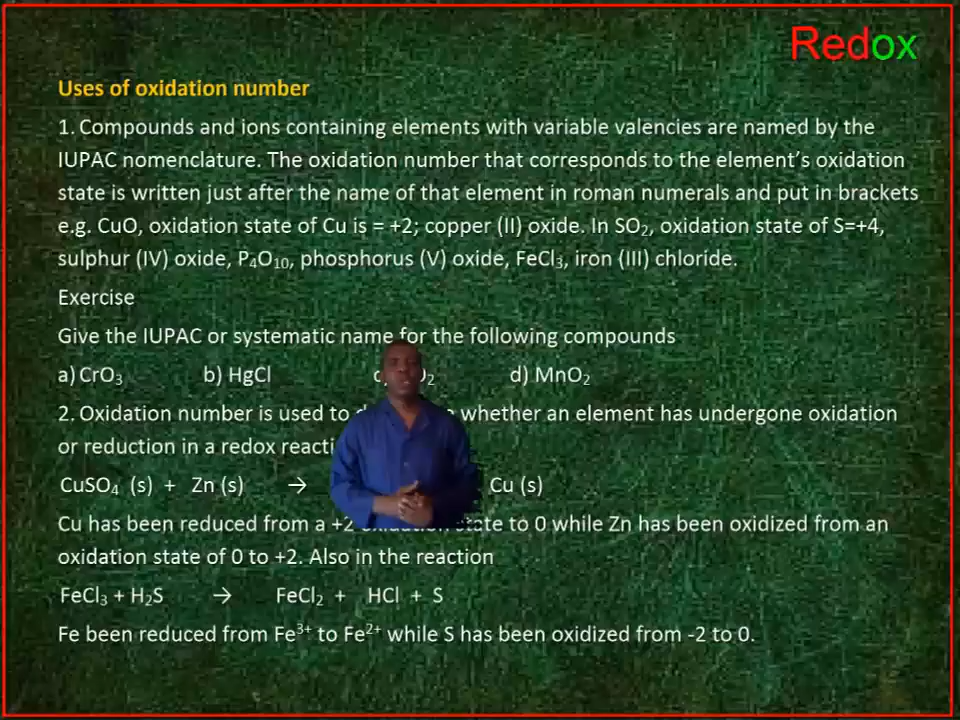 Redox
Uses of oxidation number
1. Compounds and ions containing elements with variable valencies are named by the
IUPAC nomenclature. The oxidation number that corresponds to the element's oxidation
state is written just after the name of that element in roman numerals and put in brackets
e.g. CuO, oxidation state of Cu is = +2; copper (II) oxide. In SO₂, oxidation state of S=+4,
sulphur (IV) oxide, P₄O₁₀, phosphorus (V) oxide, FeCl₃, iron (III) chloride.
Exercise
Give the IUPAC or systematic name for the following compounds
a) CrO₃ b) HgCl d) MnO₂
2. Oxidation number is used to whether an element has undergone oxidation
or reduction in a redox
CuSO₄ (s) + Zn (s) → Cu (s)
Cu has been reduced from a +2 to 0 while Zn has been oxidized from an
oxidation state of 0 to +2. Also in the reaction
FeCl₃ + H₂S → FeCl₂ + HCl + S
Fe been reduced from Fe³⁺ to Fe²⁺ while S has been oxidized from -2 to 0.